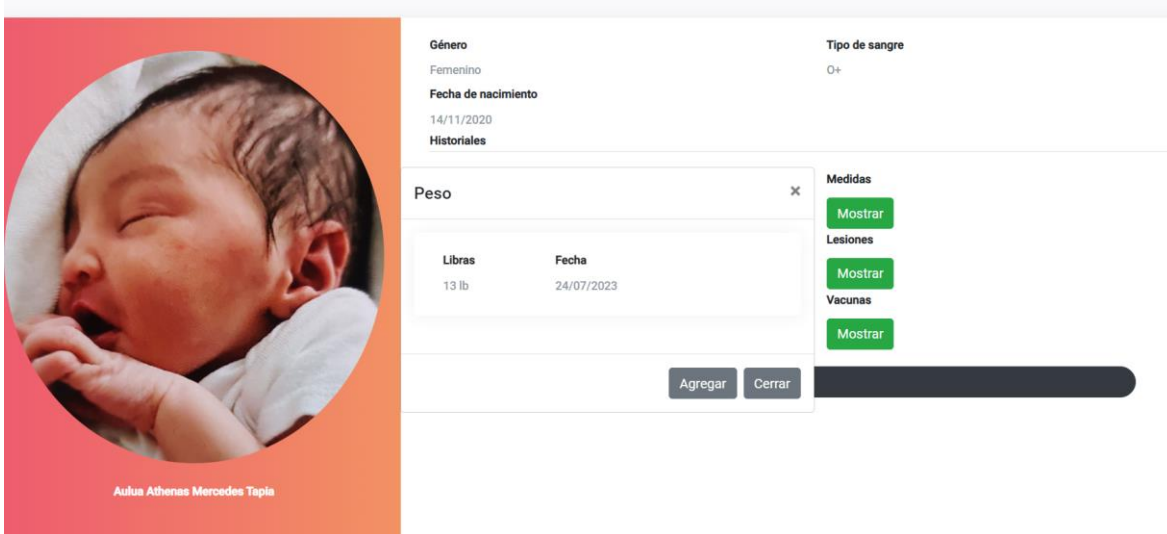 Género
Femenino
Fecha de nacimiento
14/11/2020
Historiales
Tipo de sangre
O+
Peso ×
Libras Fecha
13 lb 24/07/2023
Agregar Cerrar
Medidas
Mostrar
Lesiones
Mostrar
Vacunas
Mostrar
Aulua Athenas Mercedes Tapia